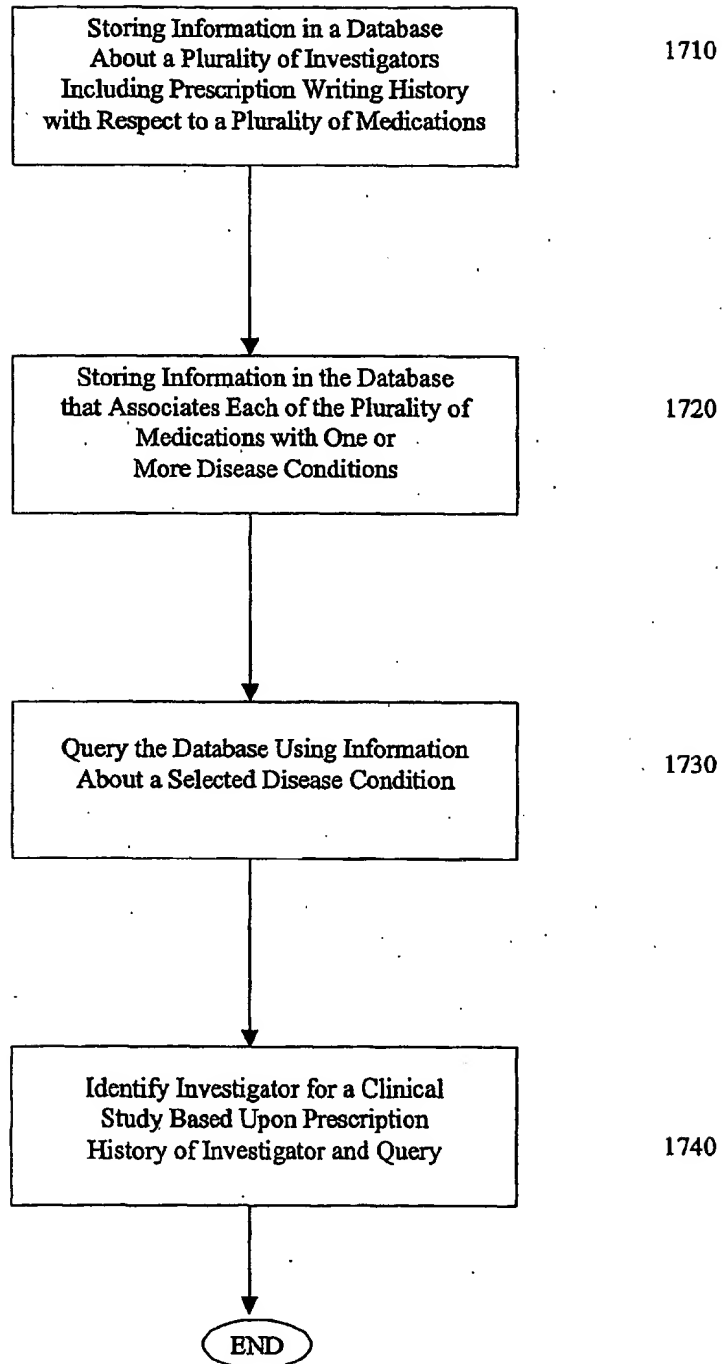 Storing Information in a Database
About a Plurality of Investigators
Including Prescription Writing History
with Respect to a Plurality of Medications
1710
Storing Information in the Database
that Associates Each of the Plurality of
Medications with One or
More Disease Conditions
1720
Query the Database Using Information
About a Selected Disease Condition
1730
Identify Investigator for a Clinical
Study Based Upon Prescription
History of Investigator and Query
1740
END